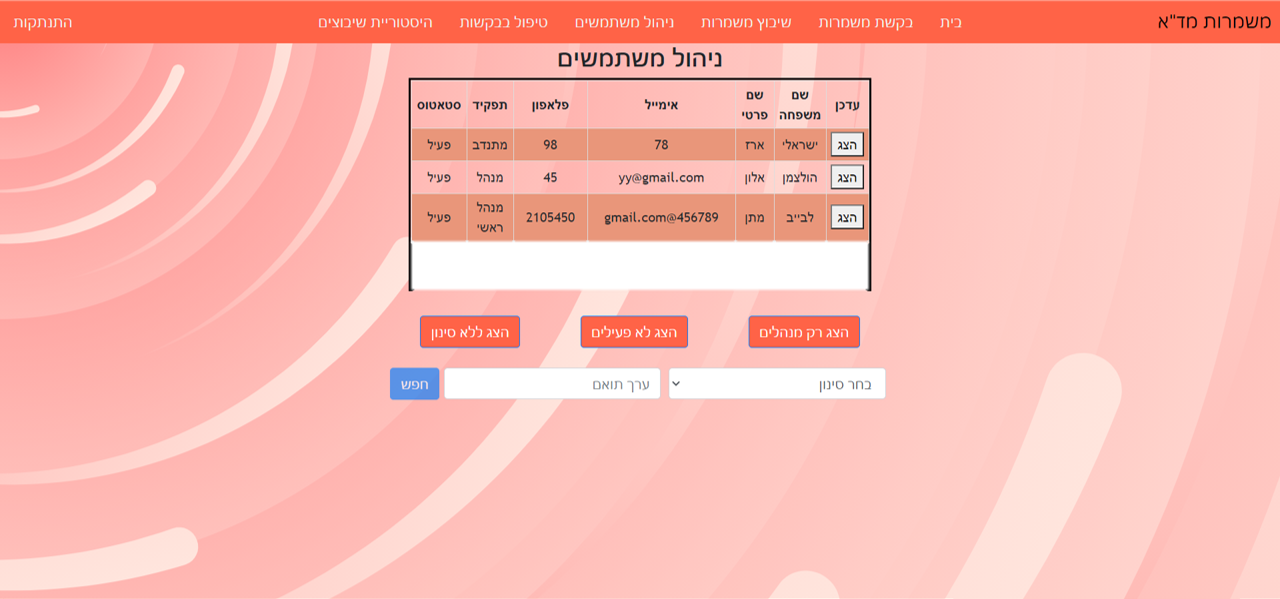 משמרות מד"א
בית
בקשת משמרות
שיבוץ משמרות
ניהול משתמשים
טיפול בבקשות
היסטוריית שיבוצים
התנתקות
ניהול משתמשים
עדכן שם משפחה שם פרטי אימייל פלאפון תפקיד סטאטוס
הצג ישראלי ארז 78 98 מתנדב פעיל
הצג הולצמן אלון yy@gmail.com 45 מנהל פעיל
הצג לבייב מתן gmail.com@456789 2105450 מנהל ראשי פעיל
הצג רק מנהלים
הצג לא פעילים
הצג ללא סינון
בחר סינון
ערך תואם
חפש